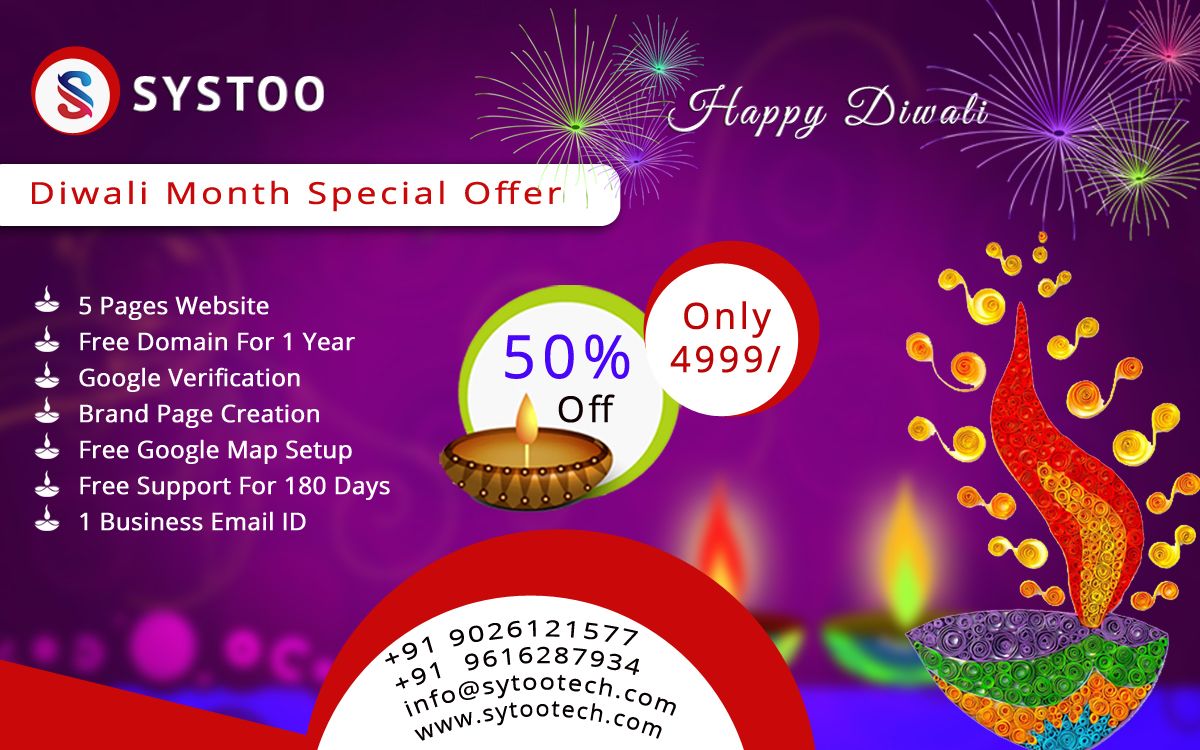 SYSTOO
Happy Diwali
Diwali Month Special Offer
5 Pages Website
Free Domain For 1 Year
Google Verification
Brand Page Creation
Free Google Map Setup
Free Support For 180 Days
1 Business Email ID
50%
Off
Only
4999/
+91 9026121577
+91 9616287934
info@sytootech.com
www.sytootech.com